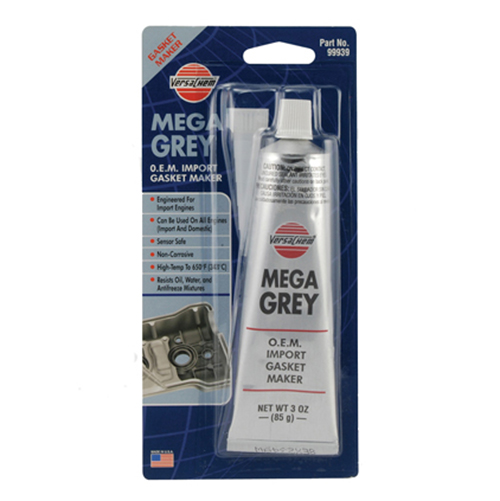 GASKET
MAKER
Part No.
99939
VERSACHEM
MEGA
GREY
O.E.M. IMPORT
GASKET MAKER
• Engineered For
Import Engines
• Can Be Used On All Engines
(Import And Domestic)
• Sensor Safe
• Non-Corrosive
• High-Temp To 650°F (343°C)
• Resists Oil, Water, and
Antifreeze Mixtures
MADE IN U.S.A.
VERSACHEM
MEGA
GREY
O.E.M.
IMPORT
GASKET
MAKER
NET WT 3 OZ
(85 g)